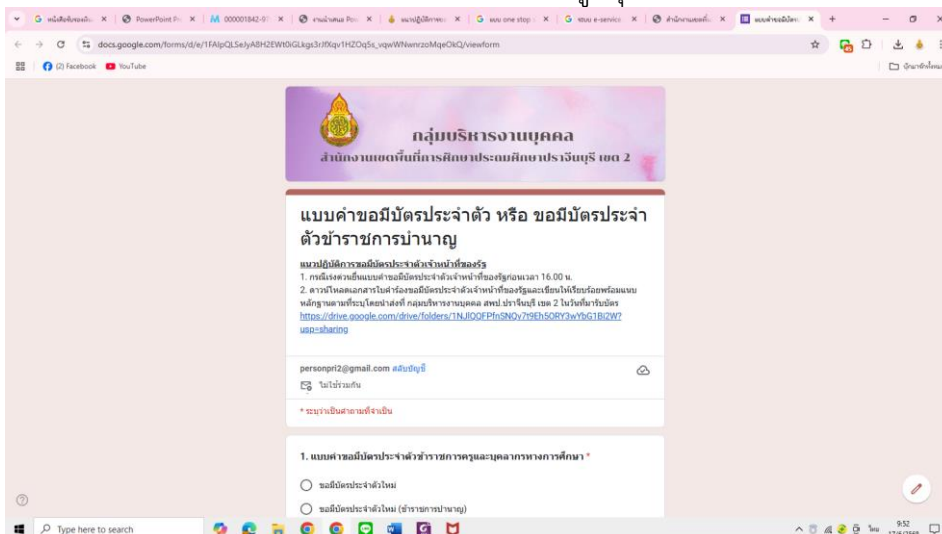 PowerPoint P
000001842-9
docs.google.com/forms/d/e/
/viewform
(2) Facebook
YouTube
กลุ่มบริหารงานบุคคล
สำนักงานเขตพื้นที่การศึกษาประถมศึกษาปราจีนบุรี เขต 2
แบบคำขอมีบัตรประจำตัว หรือ ขอมีบัตรประจำ
ตัวข้าราชการบำนาญ
แนวปฏิบัติการขอมีบัตรประจำตัวเจ้าหน้าที่ของรัฐ
1. กรณีเร่งด่วนยื่นแบบคำขอมีบัตรประจำตัวเจ้าหน้าที่ของรัฐก่อนเวลา 16.00 น.
2. ดาวน์โหลดเอกสารใบคำร้องขอมีบัตรประจำตัวเจ้าหน้าที่ของรัฐและเขียนให้เรียบร้อยพร้อมแนบ
หลักฐานตามที่ระบุโดยนำส่งที่ กลุ่มบริหารงานบุคคล สพป.ปราจีนบุรี เขต 2 ในวันที่มารับบัตร
https://drive.google.com/drive/folders/
usp=sharing
personpri2@gmail.com สลับบัญชี
ไม่ใช้ร่วมกัน
* ระบุว่าเป็นคำถามที่จำเป็น
1. แบบคำขอมีบัตรประจำตัวข้าราชการครูและบุคลากรทางการศึกษา *
ขอมีบัตรประจำตัวใหม่
ขอมีบัตรประจำตัวใหม่ (ข้าราชการบำนาญ)
Type here to search
ไทย
9:52